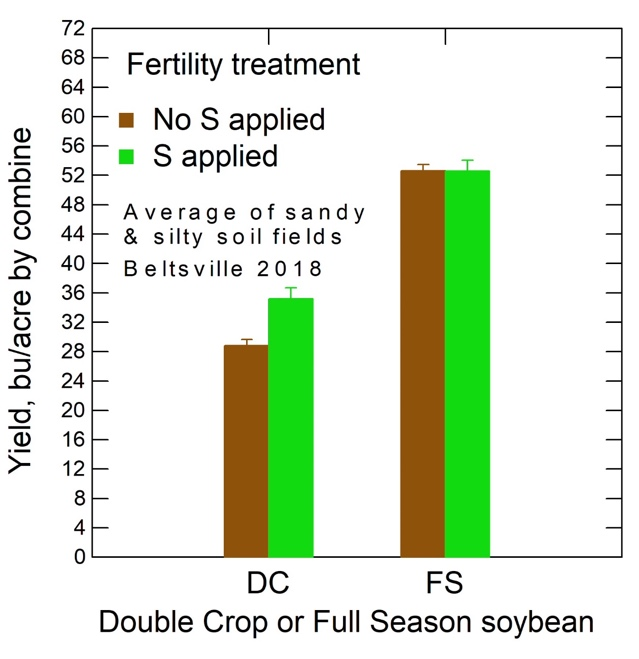 72
68
64
60
56
52
48
44
40
36
32
28
24
20
16
12
8
4
0
Yield, bu/acre by combine
Fertility treatment
No S applied
S applied
Average of sandy
& silty soil fields
Beltsville 2018
DC FS
Double Crop or Full Season soybean